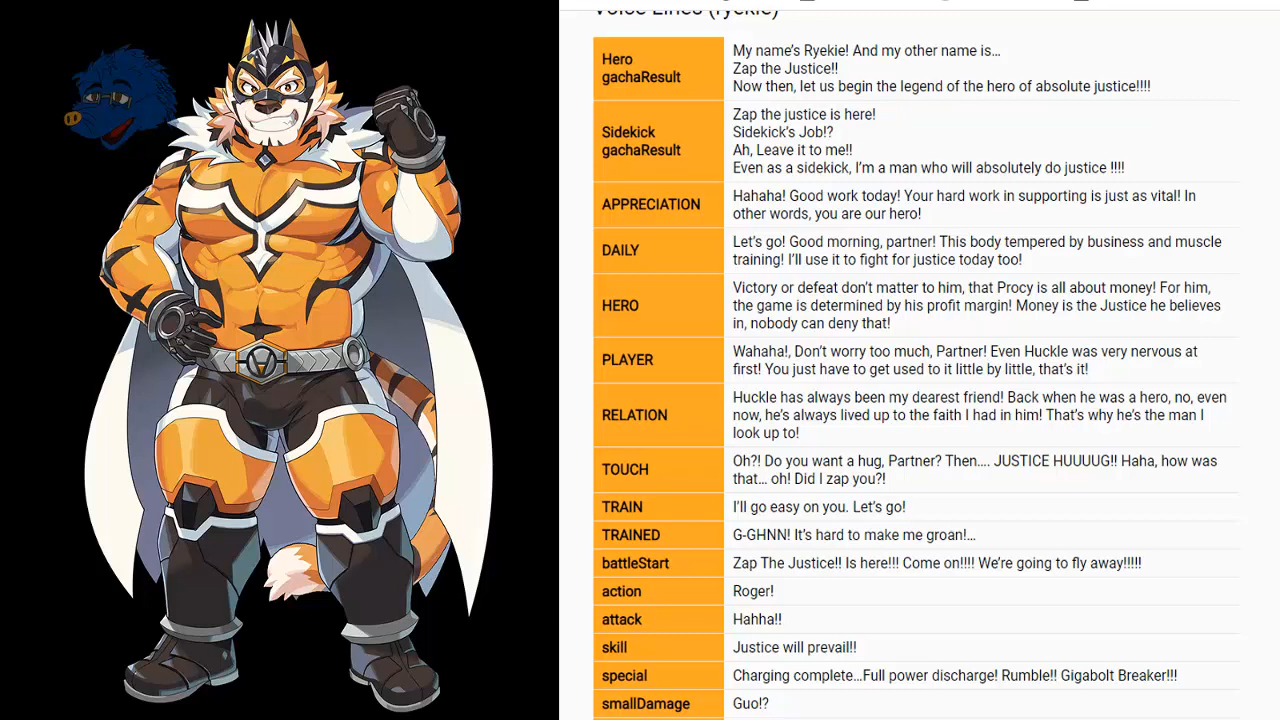 Voice Lines (ryekie)
Hero
gachaResult
My name’s Ryekie! And my other name is…
Zap the Justice!!
Now then, let us begin the legend of the hero of absolute justice!!!!
Sidekick
gachaResult
Zap the justice is here!
Sidekick’s Job!?
Ah, Leave it to me!!
Even as a sidekick, I’m a man who will absolutely do justice !!!!
APPRECIATION
Hahaha! Good work today! Your hard work in supporting is just as vital! In
other words, you are our hero!
DAILY
Let’s go! Good morning, partner! This body tempered by business and muscle
training! I’ll use it to fight for justice today too!
HERO
Victory or defeat don’t matter to him, that Procy is all about money! For him,
the game is determined by his profit margin! Money is the Justice he believes
in, nobody can deny that!
PLAYER
Wahaha!, Don’t worry too much, Partner! Even Huckle was very nervous at
first! You just have to get used to it little by little, that’s it!
RELATION
Huckle has always been my dearest friend! Back when he was a hero, no, even
now, he’s always lived up to the faith I had in him! That’s why he’s the man I
look up to!
TOUCH
Oh?! Do you want a hug, Partner? Then…. JUSTICE HUUUUG!! Haha, how was
that… oh! Did I zap you?!
TRAIN
I’ll go easy on you. Let’s go!
TRAINED
G-GHNN! It’s hard to make me groan!…
battleStart
Zap The Justice!! Is here!!! Come on!!!! We’re going to fly away!!!!!
action
Roger!
attack
Hahha!!
skill
Justice will prevail!!
special
Charging complete…Full power discharge! Rumble!! Gigabolt Breaker!!!
smallDamage
Guo!?